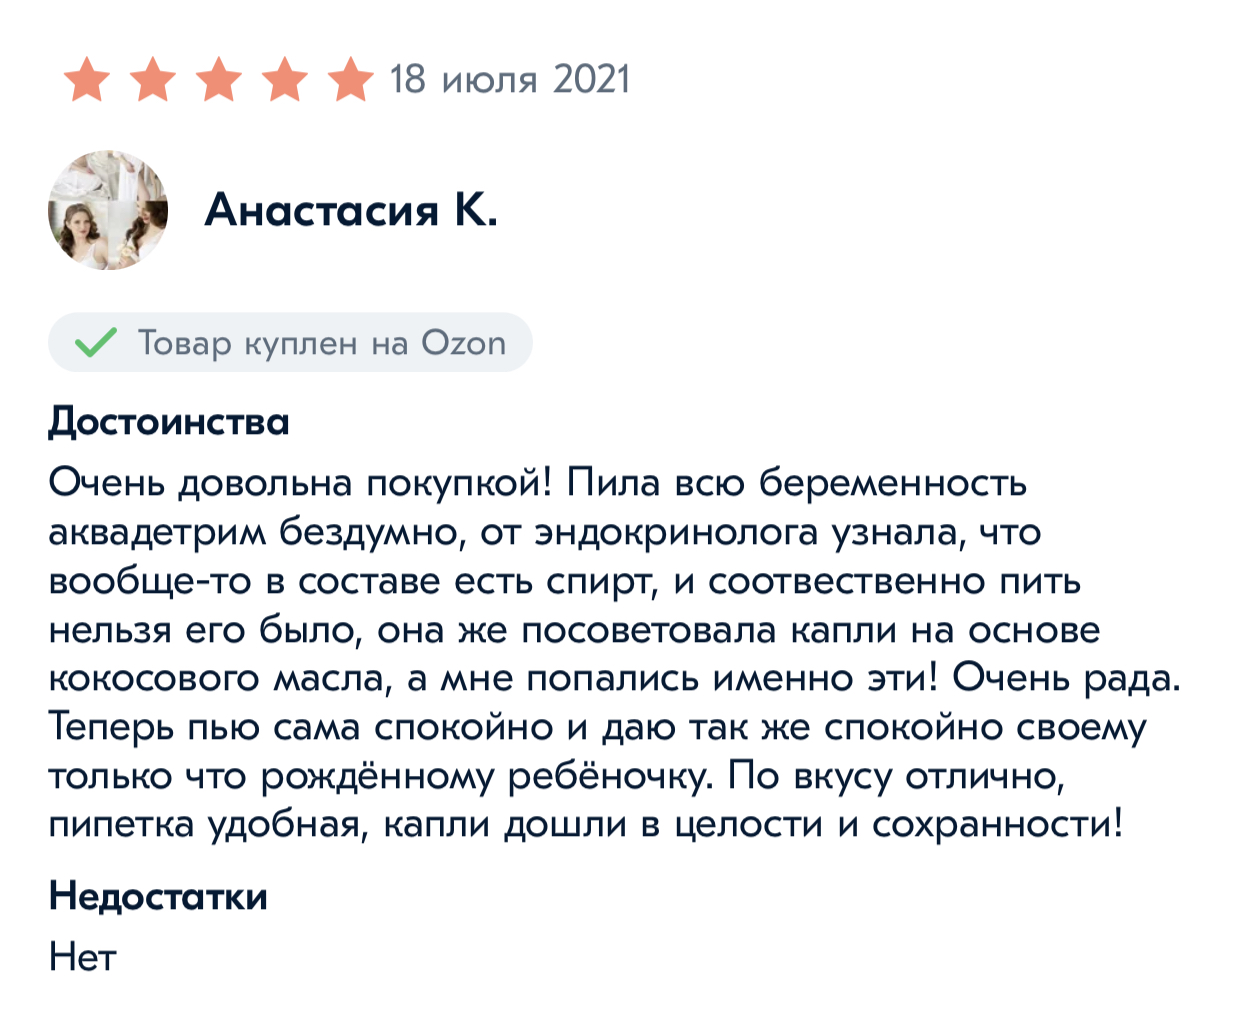 18 июля 2021
Анастасия К.
Товар куплен на Ozon
Достоинства
Очень довольна покупкой! Пила всю беременность
аквадетрим бездумно, от эндокринолога узнала, что
вообще-то в составе есть спирт, и соотвественно пить
нельзя его было, она же посоветовала капли на основе
кокосового масла, а мне попались именно эти! Очень рада.
Теперь пью сама спокойно и даю так же спокойно своему
только что рождённому ребёночку. По вкусу отлично,
пипетка удобная, капли дошли в целости и сохранности!
Недостатки
Нет